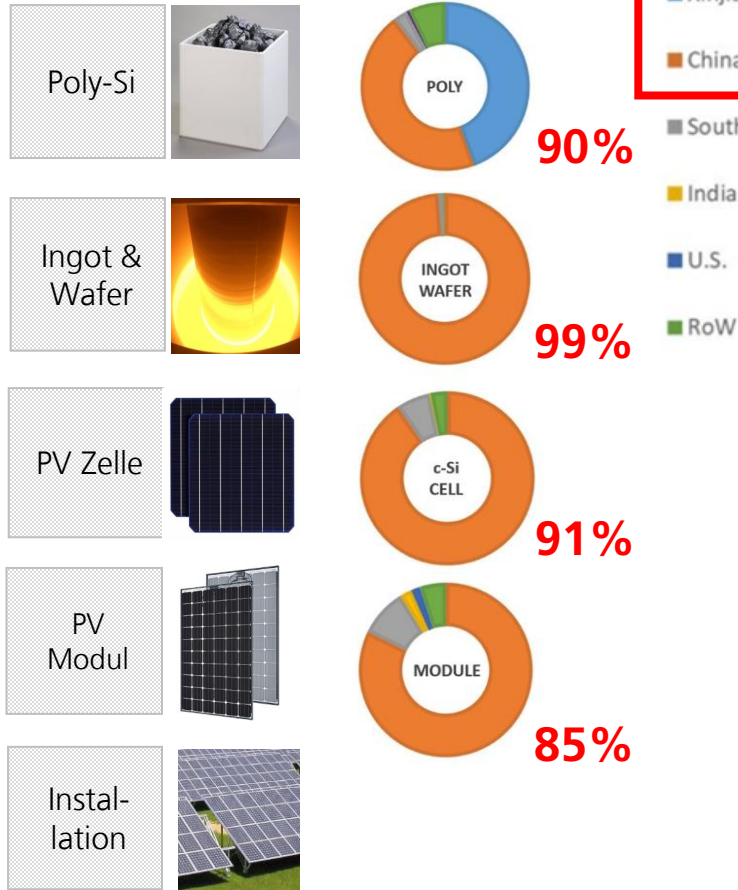 Poly-Si
POLY
90%
China
Ingot &
Wafer
INGOT
WAFER
99%
India
U.S.
RoW
PV Zelle
c-Si
CELL
91%
PV
Modul
MODULE
85%
Instal-
lation